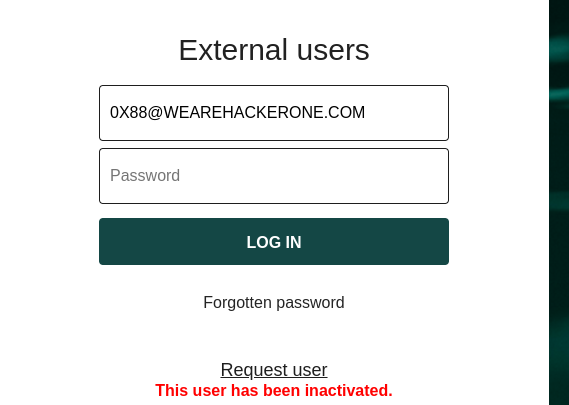 External users
0X88@WEAREHACKERONE.COM
Password
LOG IN
Forgotten password
Request user
This user has been inactivated.